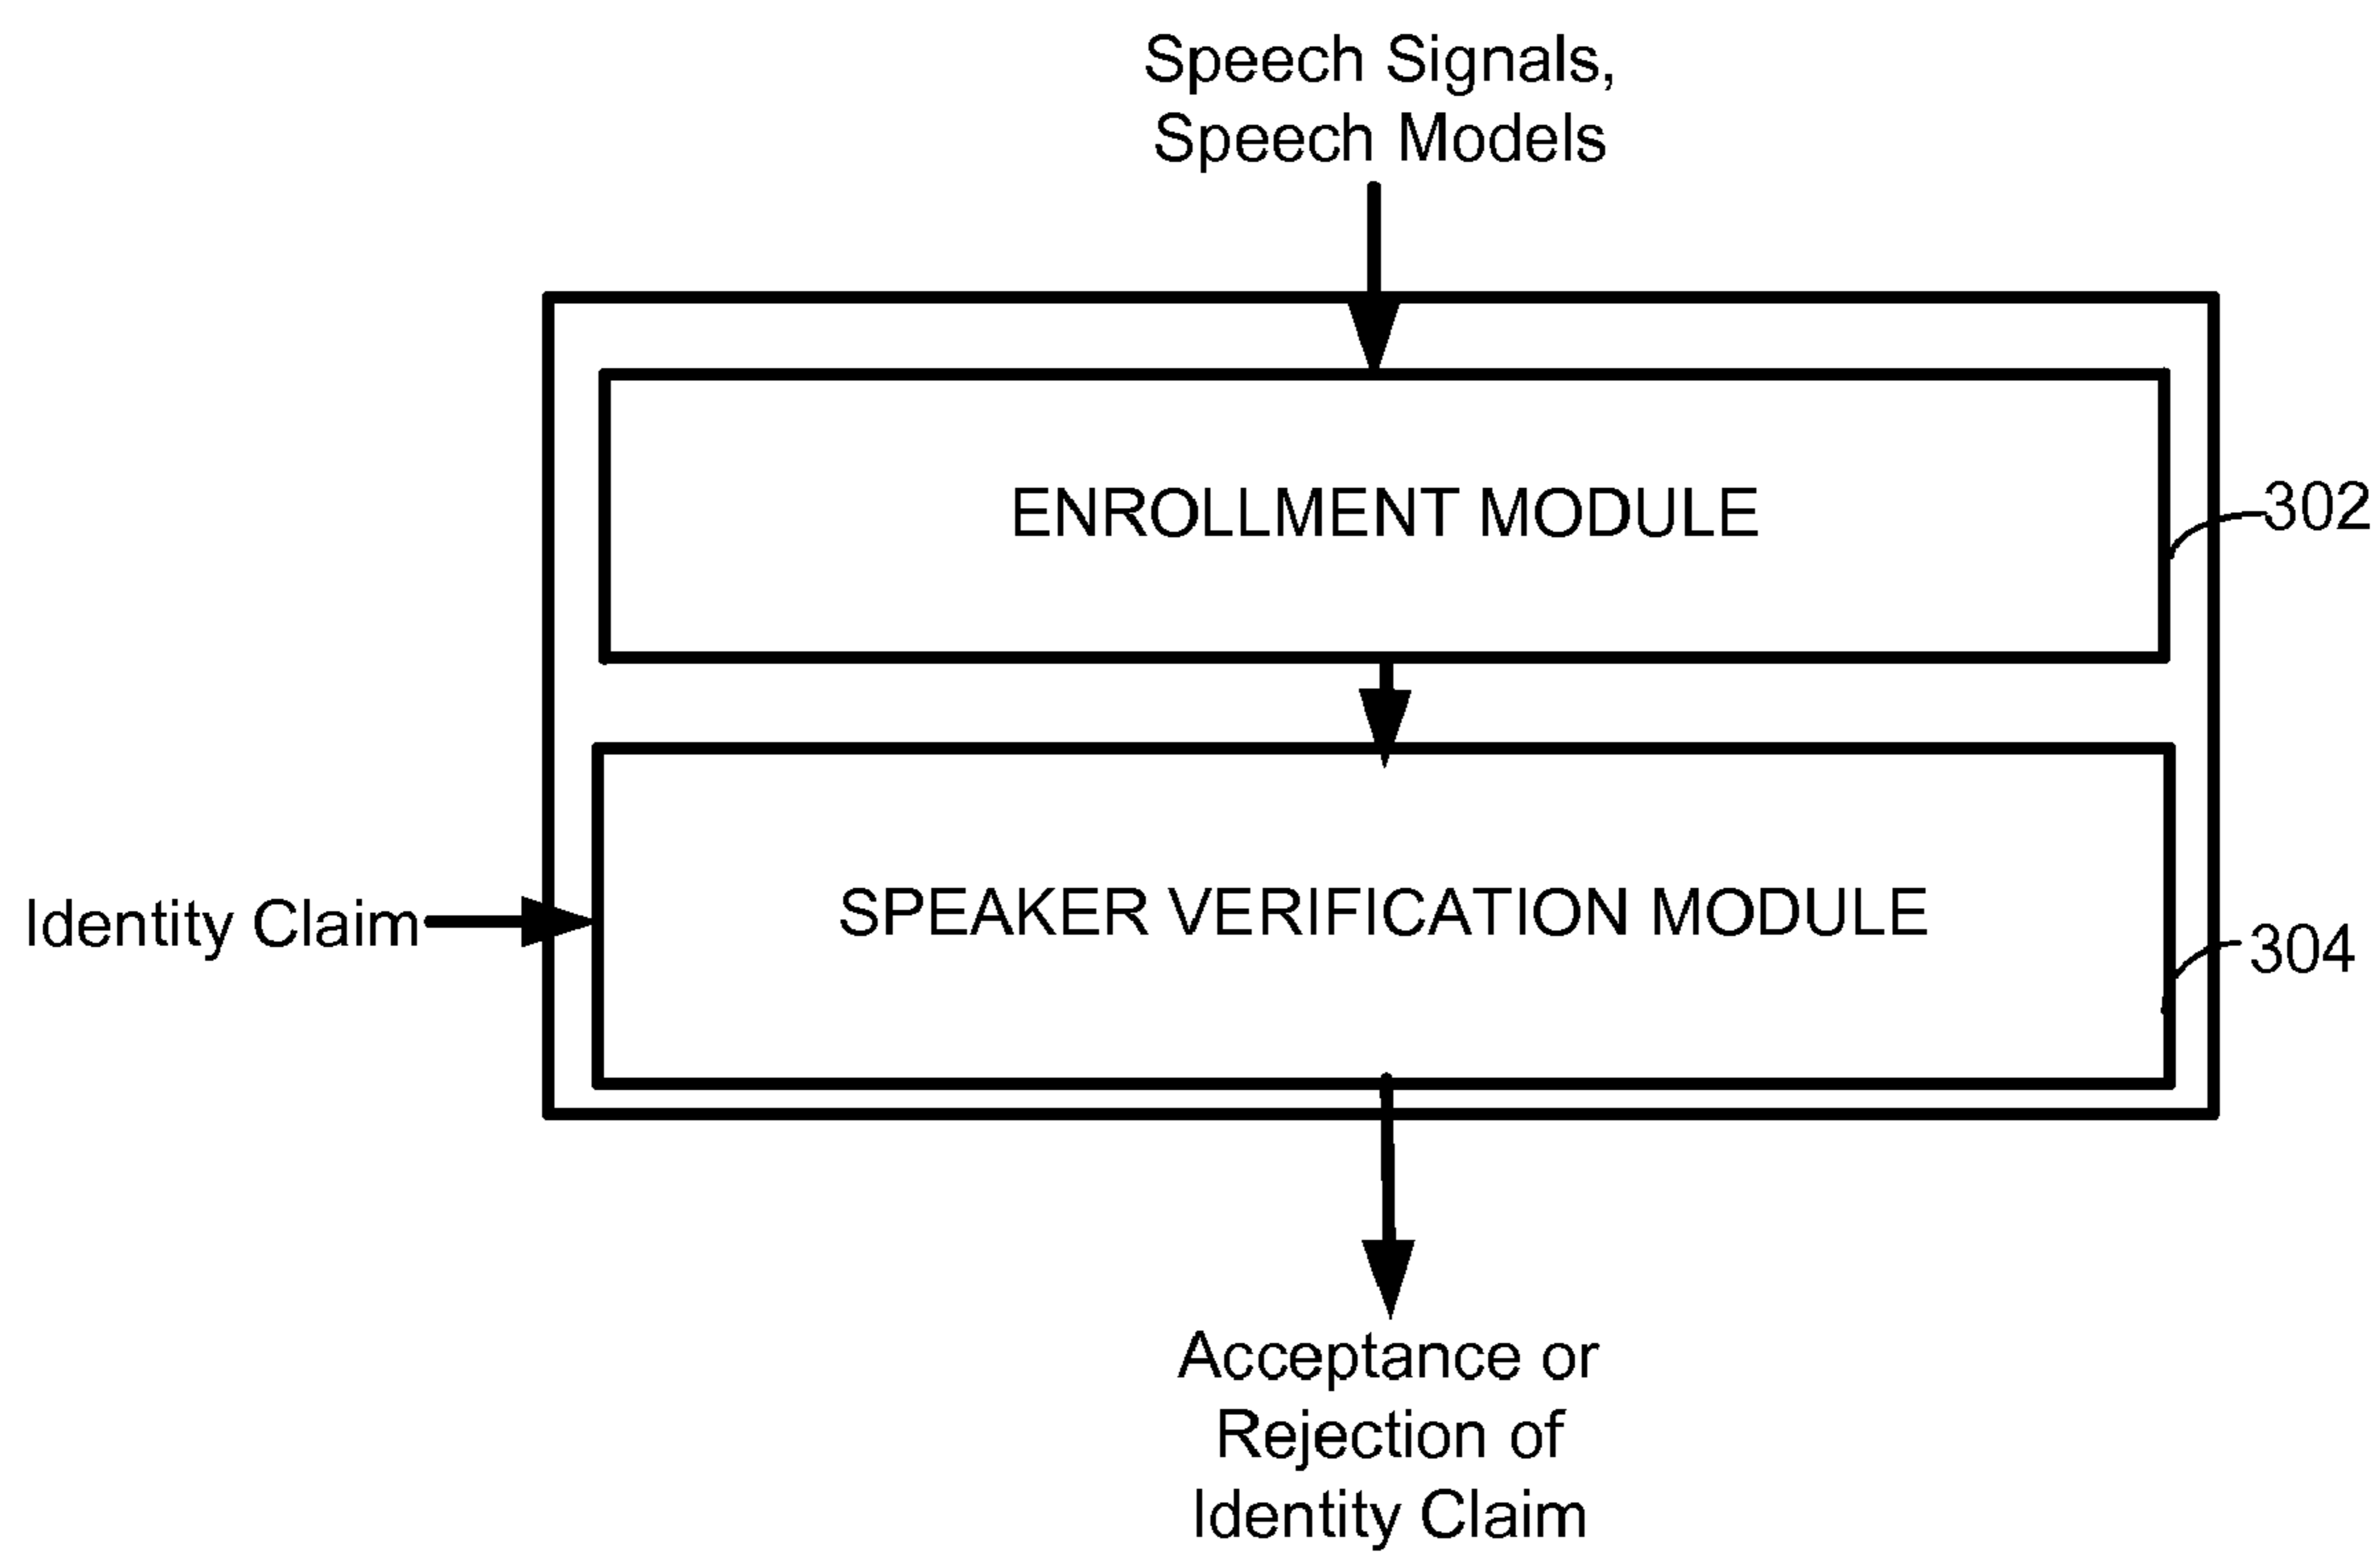 Speech Signals,
Speech Models
ENROLLMENT MODULE
302
Identity Claim
SPEAKER VERIFICATION MODULE
304
Acceptance or
Rejection of
Identity Claim